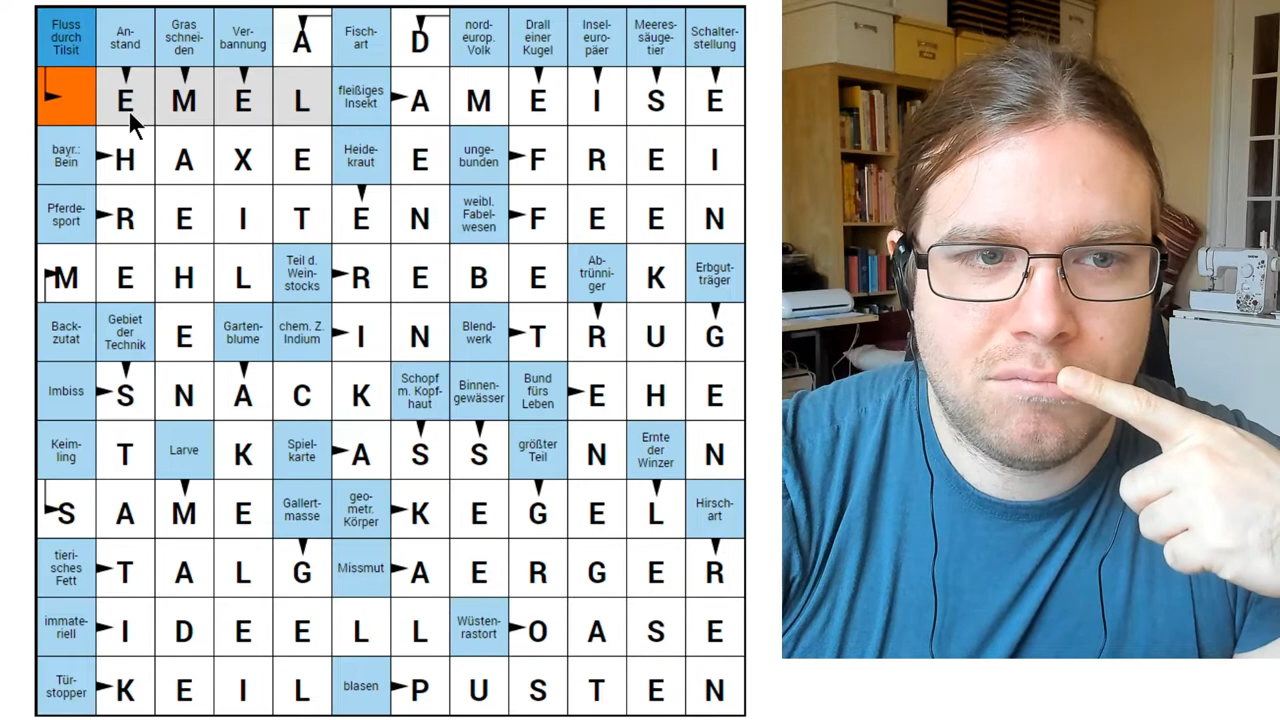 Fluss durch Tilsit An- stand Gras schnei- den Ver- bannung A Fisch- art D nord- europ. Volk Drall einer Kugel Insel- euro- päer Meeres- säuge- tier Schalter- stellung
E M E L fleißiges Insekt A M E I S E
bayr.: Bein H A X E Heide- kraut E unge- bunden F R E I
Pferde- sport R E I T E N weibl. Fabel- wesen F E E N
M E H L Teil d. Wein- stocks R E B E Ab- trünni- ger K Erbgut- träger
Back- zutat Gebiet der Technik E Garten- blume chem. Z. Indium I N Blend- werk T R U G
Imbiss S N A C K Schopf m. Kopf- haut Binnen- gewässer Bund fürs Leben E H E
Keim- ling T Larve K Spiel- karte A S S größter Teil N Ernte der Winzer N
S A M E Gallert- masse geo- metr. Körper K E G E L Hirsch- art
tieri- sches Fett T A L G Missmut A E R G E R
immate- riell I D E E L L Wüsten- rastort O A S E
Tür- stopper K E I L blasen P U S T E N